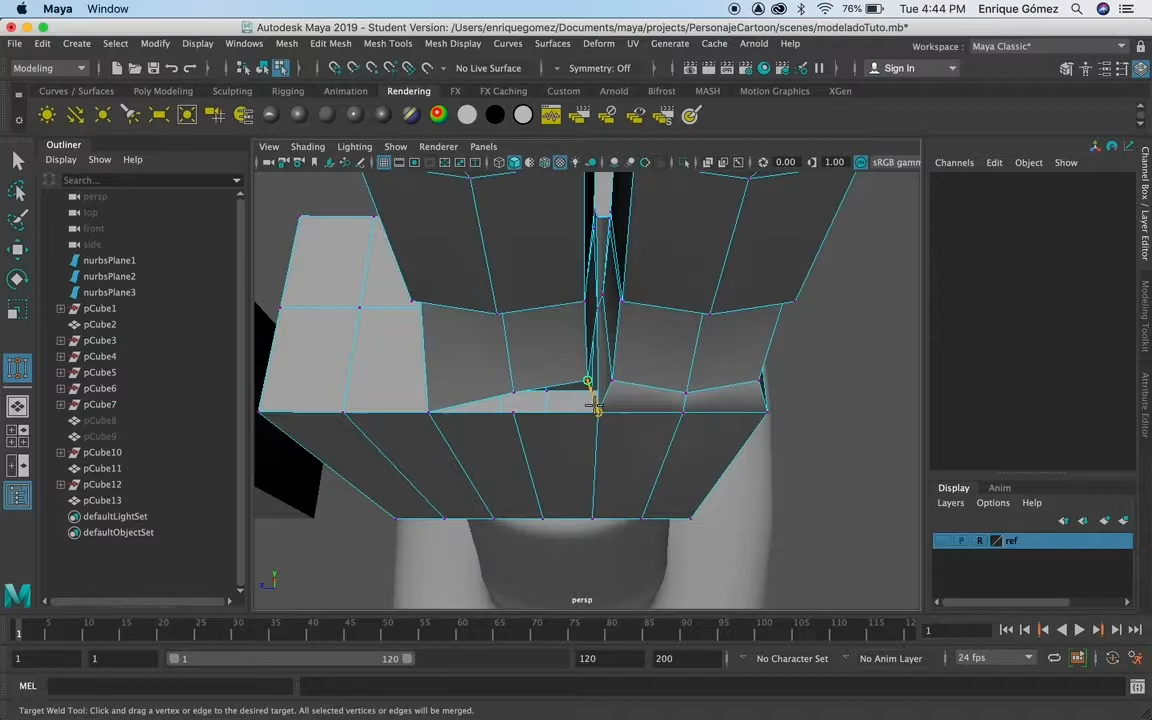 Maya Window 76% Tue 4:44 PM Enrique Gómez
Autodesk Maya 2019 - Student Version: /Users/enriquegomez/Documents/maya/projects/PersonajeCartoon/scenes/modeladoTuto.mb*
File Edit Create Select Modify Display Windows Mesh Edit Mesh Mesh Tools Mesh Display Curves Surfaces Deform UV Generate Cache Arnold Help Workspace : Maya Classic*
Modeling No Live Surface Symmetry: Off Sign In
Curves / Surfaces Poly Modeling Sculpting Rigging Animation Rendering FX FX Caching Custom Arnold Bifrost MASH Motion Graphics XGen
Outliner
Display Show Help
Search...
persp
top
front
side
nurbsPlane1
nurbsPlane2
nurbsPlane3
pCube1
pCube2
pCube3
pCube4
pCube5
pCube6
pCube7
pCube8
pCube9
pCube10
pCube11
pCube12
pCube13
defaultLightSet
defaultObjectSet
View Shading Lighting Show Renderer Panels
0.00 1.00 sRGB gamm
persp
Channels Edit Object Show
Channel Box / Layer Editor
Modeling Toolkit
Attribute Editor
Display Anim
Layers Options Help
P R ref
5 10 15 20 25 30 35 40 45 50 55 60 65 70 75 80 85 90 95 100 105 110 115 12
1 1
1 1 1 120 120 200 No Character Set No Anim Layer 24 fps
MEL
Target Weld Tool: Click and drag a vertex or edge to the desired target. All selected vertices or edges will be merged.